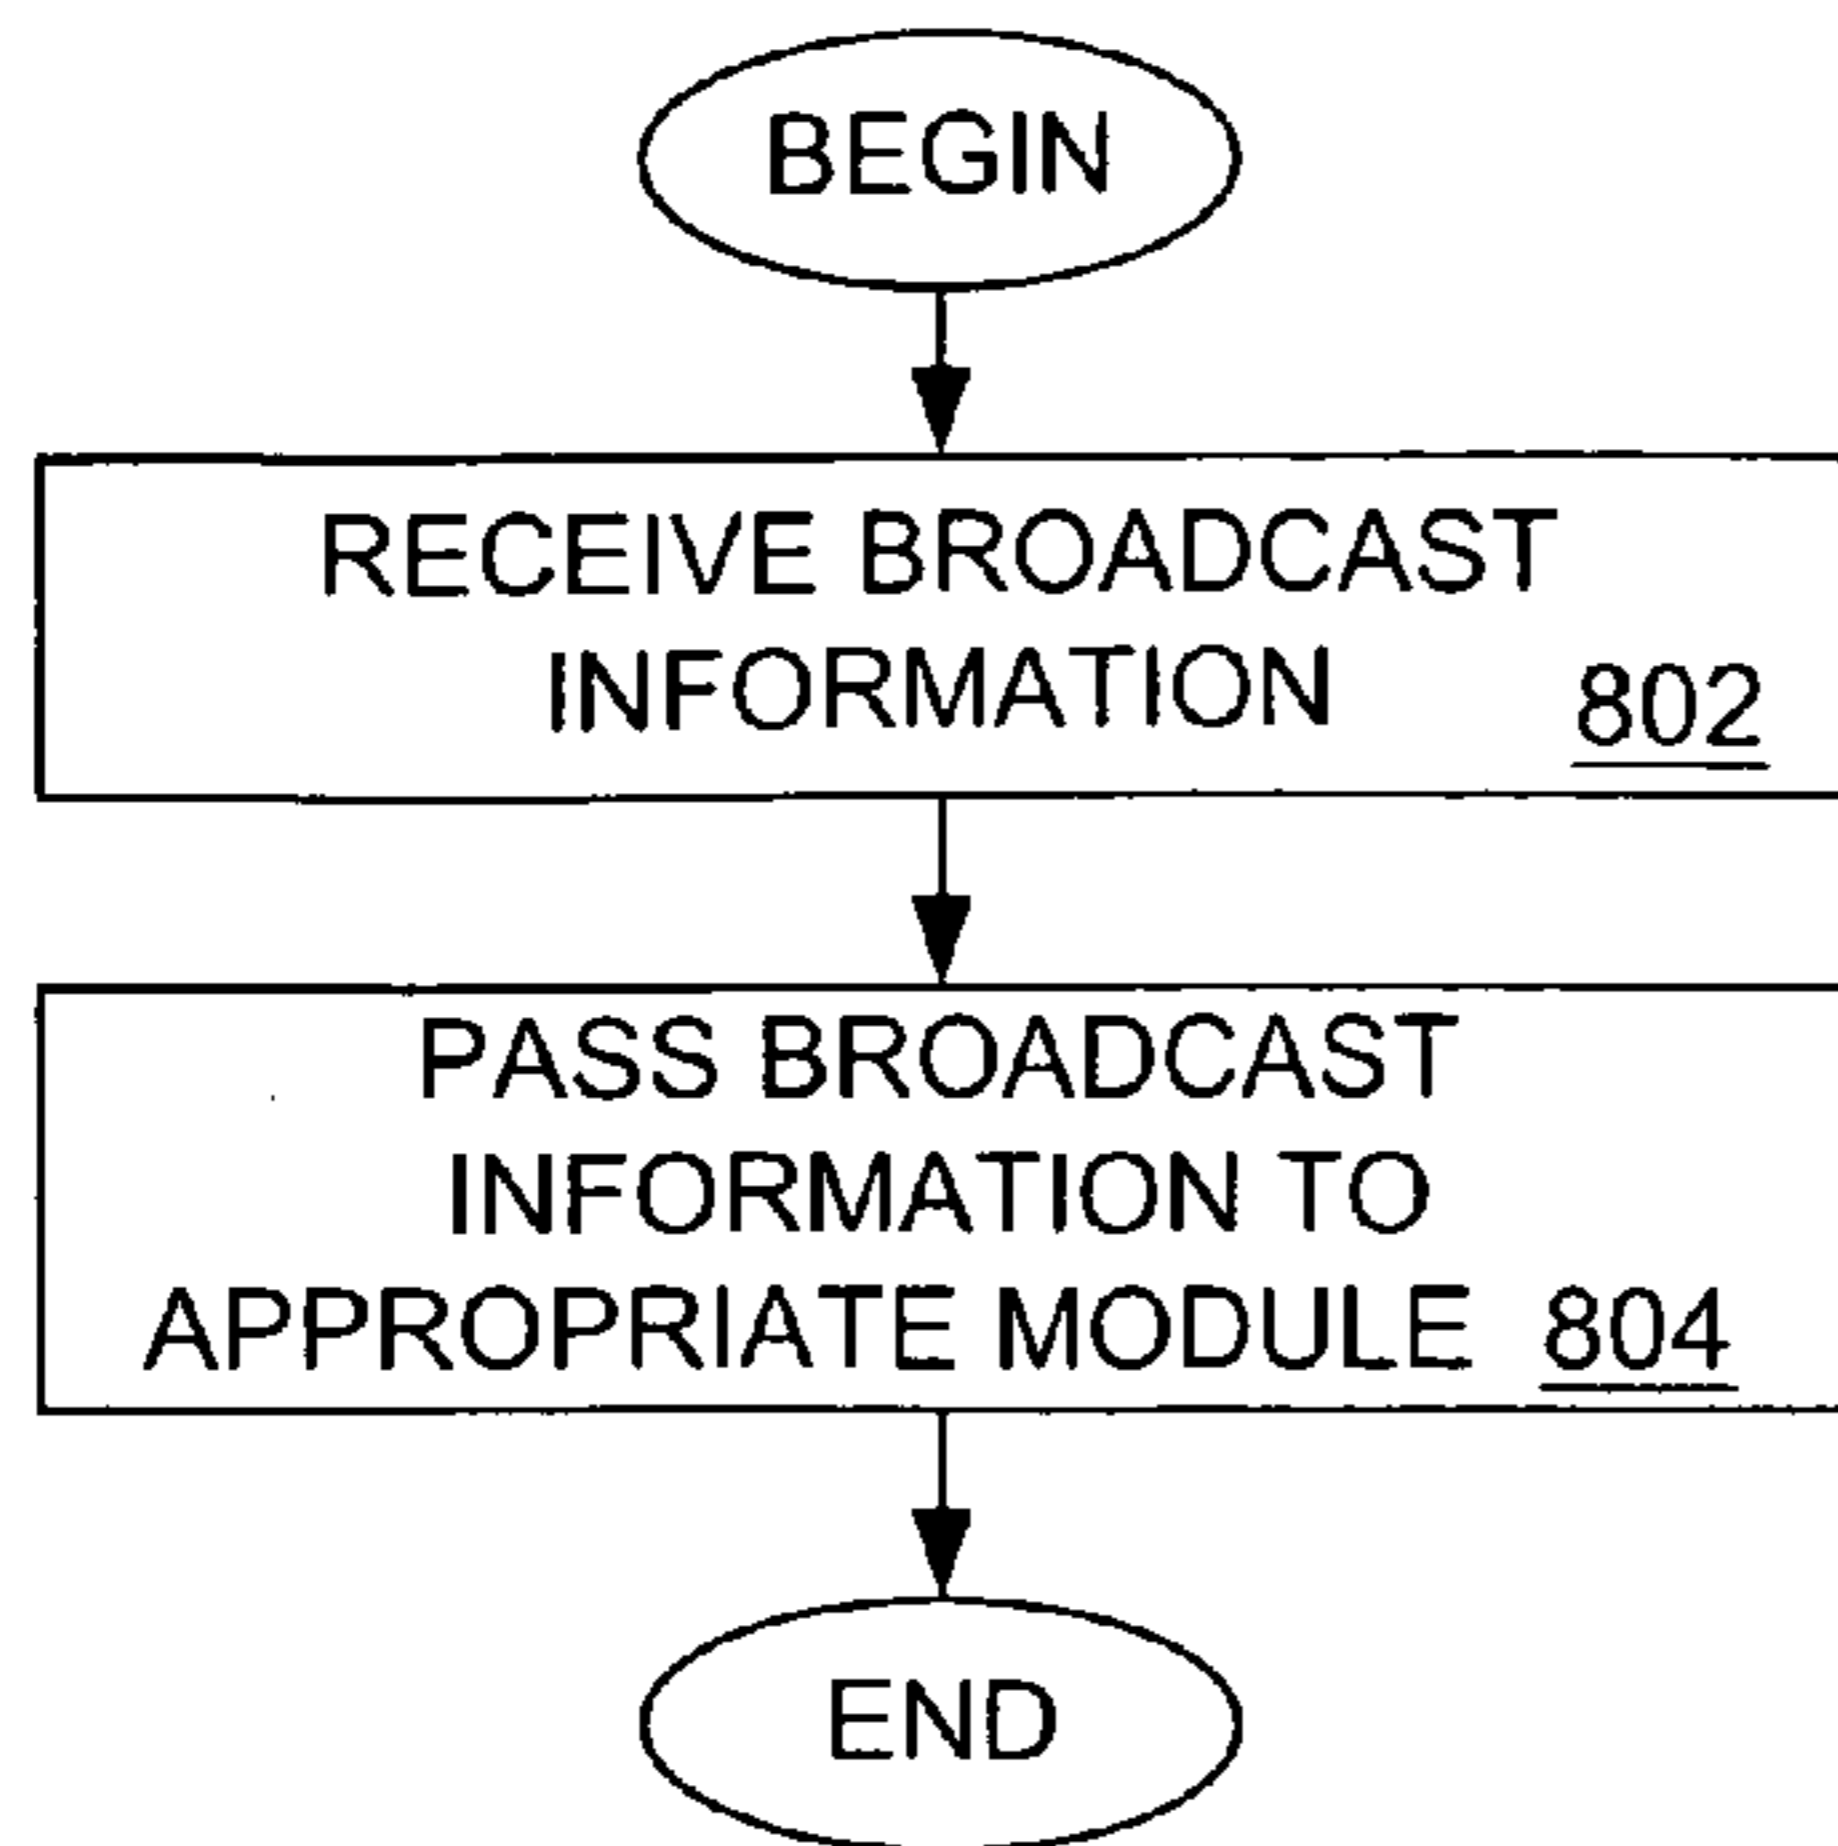 BEGIN
RECEIVE BROADCAST
INFORMATION 802
PASS BROADCAST
INFORMATION TO
APPROPRIATE MODULE 804
END